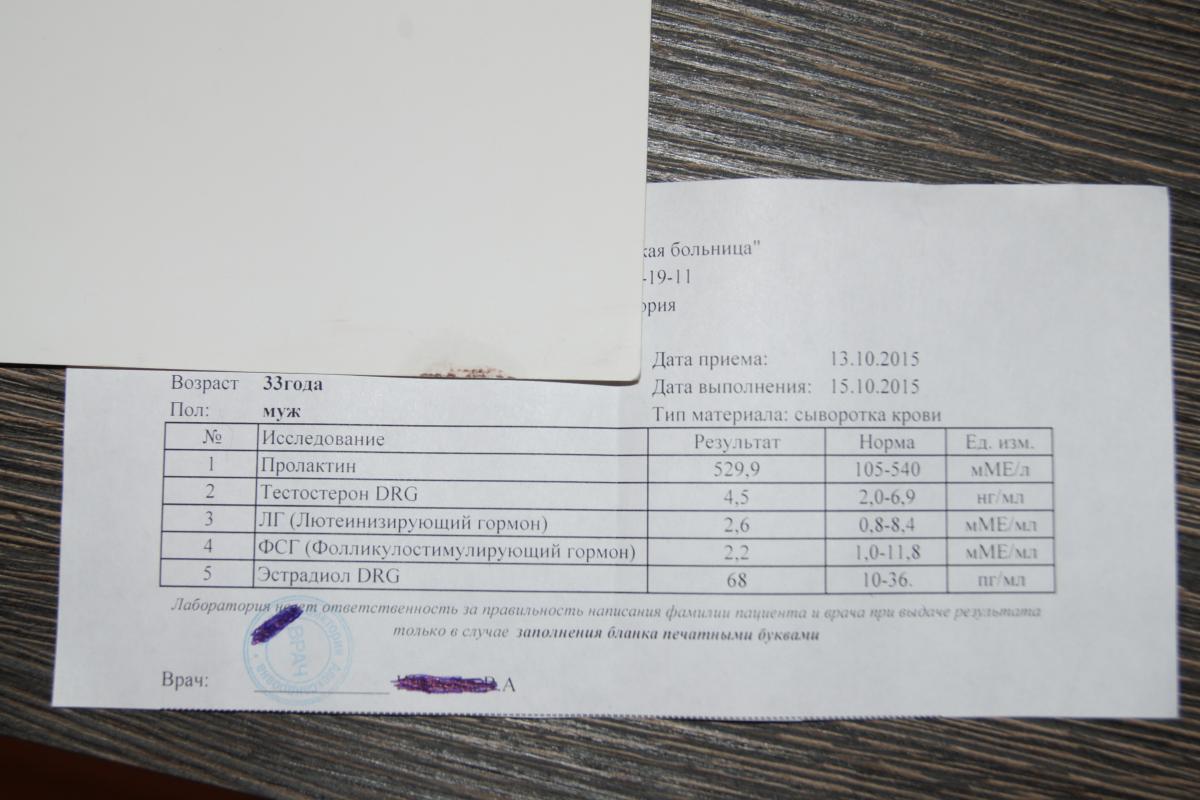 кая больница"
-19-11
ория
Дата приема: 13.10.2015
Возраст 33года Дата выполнения: 15.10.2015
Пол: муж Тип материала: сыворотка крови
№ Исследование Результат Норма Ед. изм.
1 Пролактин 529,9 105-540 мМЕ/л
2 Тестостерон DRG 4,5 2,0-6,9 нг/мл
3 ЛГ (Лютеинизирующий гормон) 2,6 0,8-8,4 мМЕ/мл
4 ФСГ (Фолликулостимулирующий гормон) 2,2 1,0-11,8 мМЕ/мл
5 Эстрадиол DRG 68 10-36. пг/мл
Лаборатория несет ответственность за правильность написания фамилии пациента и врача при выдаче результата
только в случае заполнения бланка печатными буквами
ВРАЧ
Врач: .А